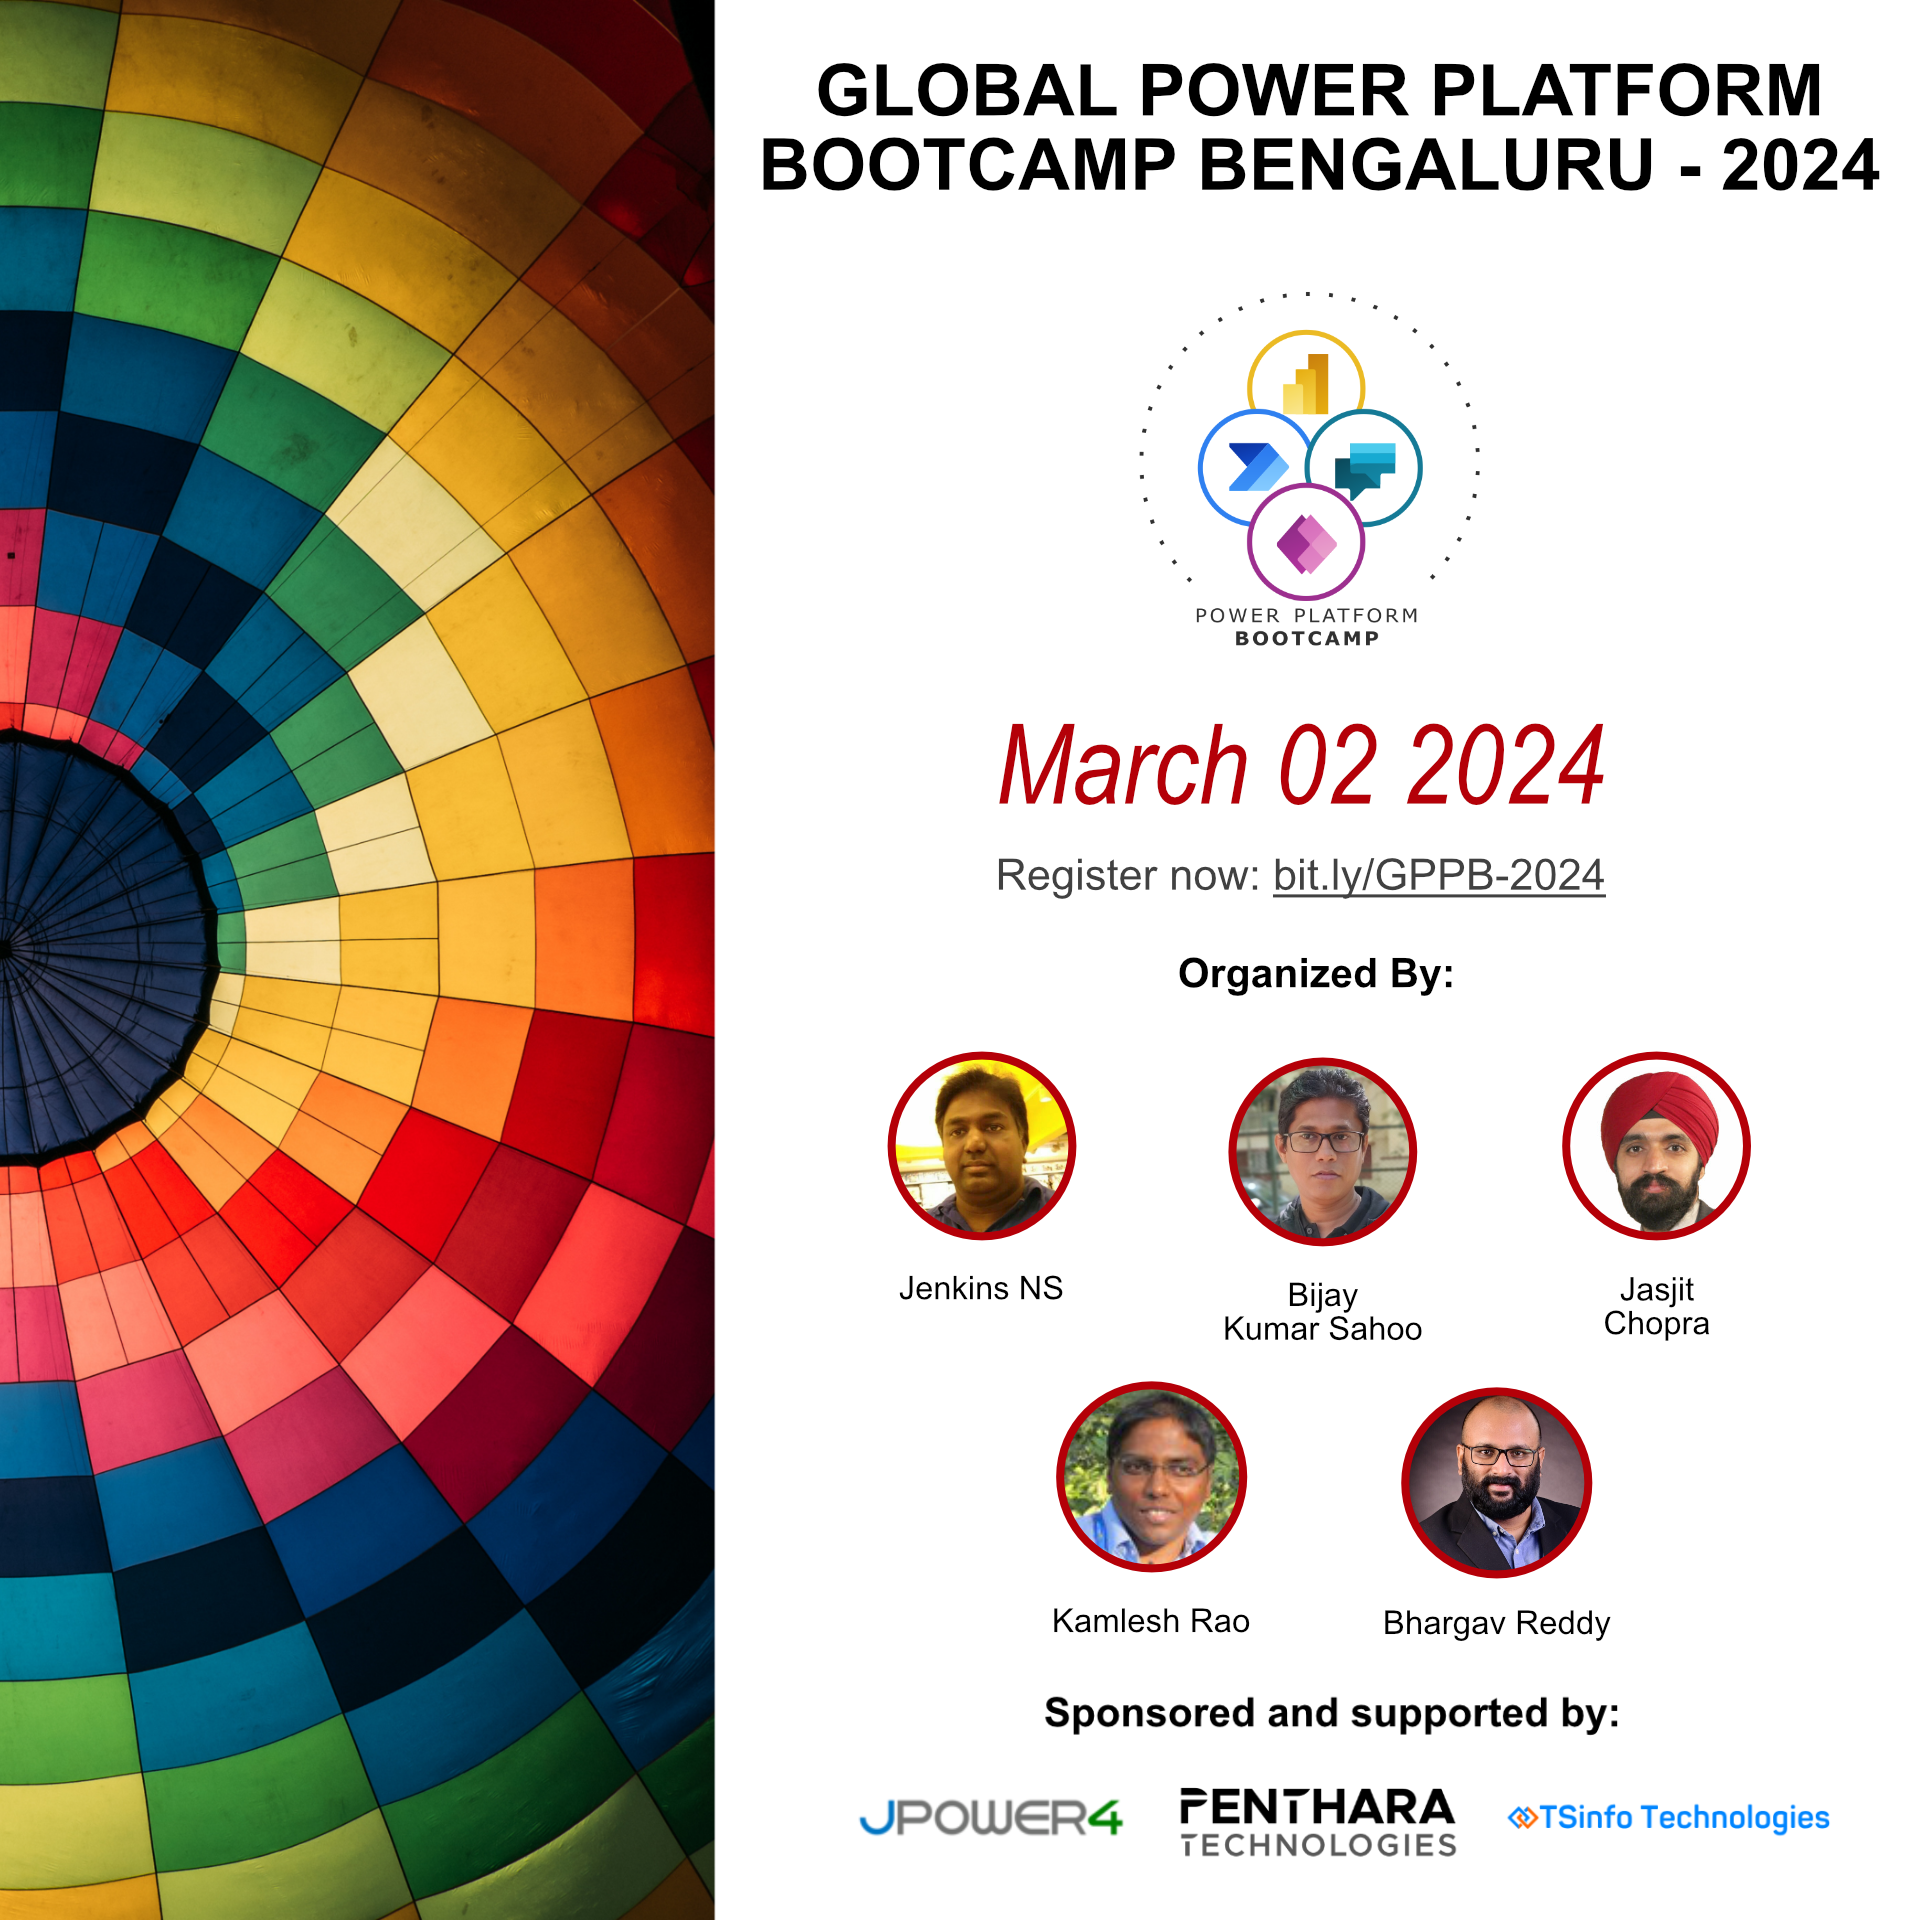 GLOBAL POWER PLATFORM
BOOTCAMP BENGALURU - 2024
POWER PLATFORM
BOOTCAMP
March 02 2024
Register now: bit.ly/GPPB-2024
Organized By:
Jenkins NS
Bijay
Kumar Sahoo
Jasjit
Chopra
Kamlesh Rao
Bhargav Reddy
Sponsored and supported by:
JPOWER4
PENTHARA
TECHNOLOGIES
TSinfo Technologies